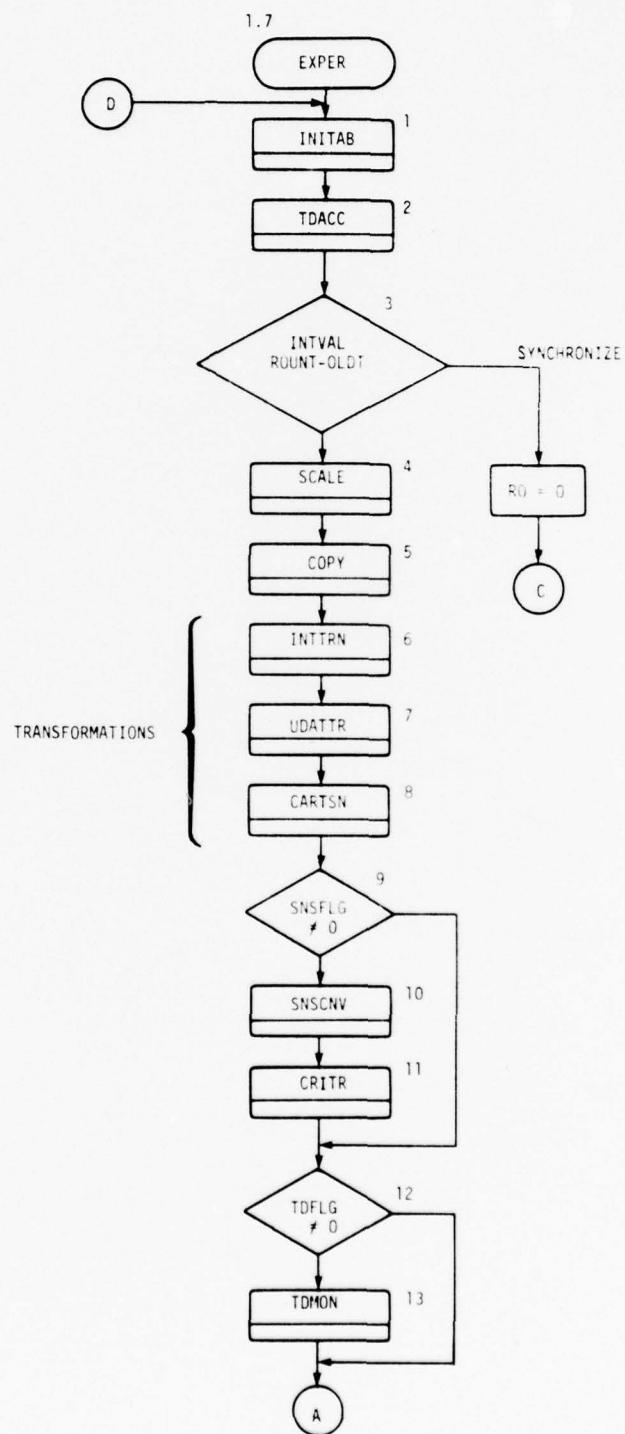 1.7
EXPER
D
1
INITAB
2
TDACC
3
INTVAL
ROUNT-OLDT
SYNCHRONIZE
4
SCALE
R0 = 0
5
COPY
C
6
INTTRN
TRANSFORMATIONS
7
UDATTR
8
CARTSN
9
SNSFLG
≠ 0
10
SNSCNV
11
CRITR
12
TDFLG
≠ 0
13
TDMON
A